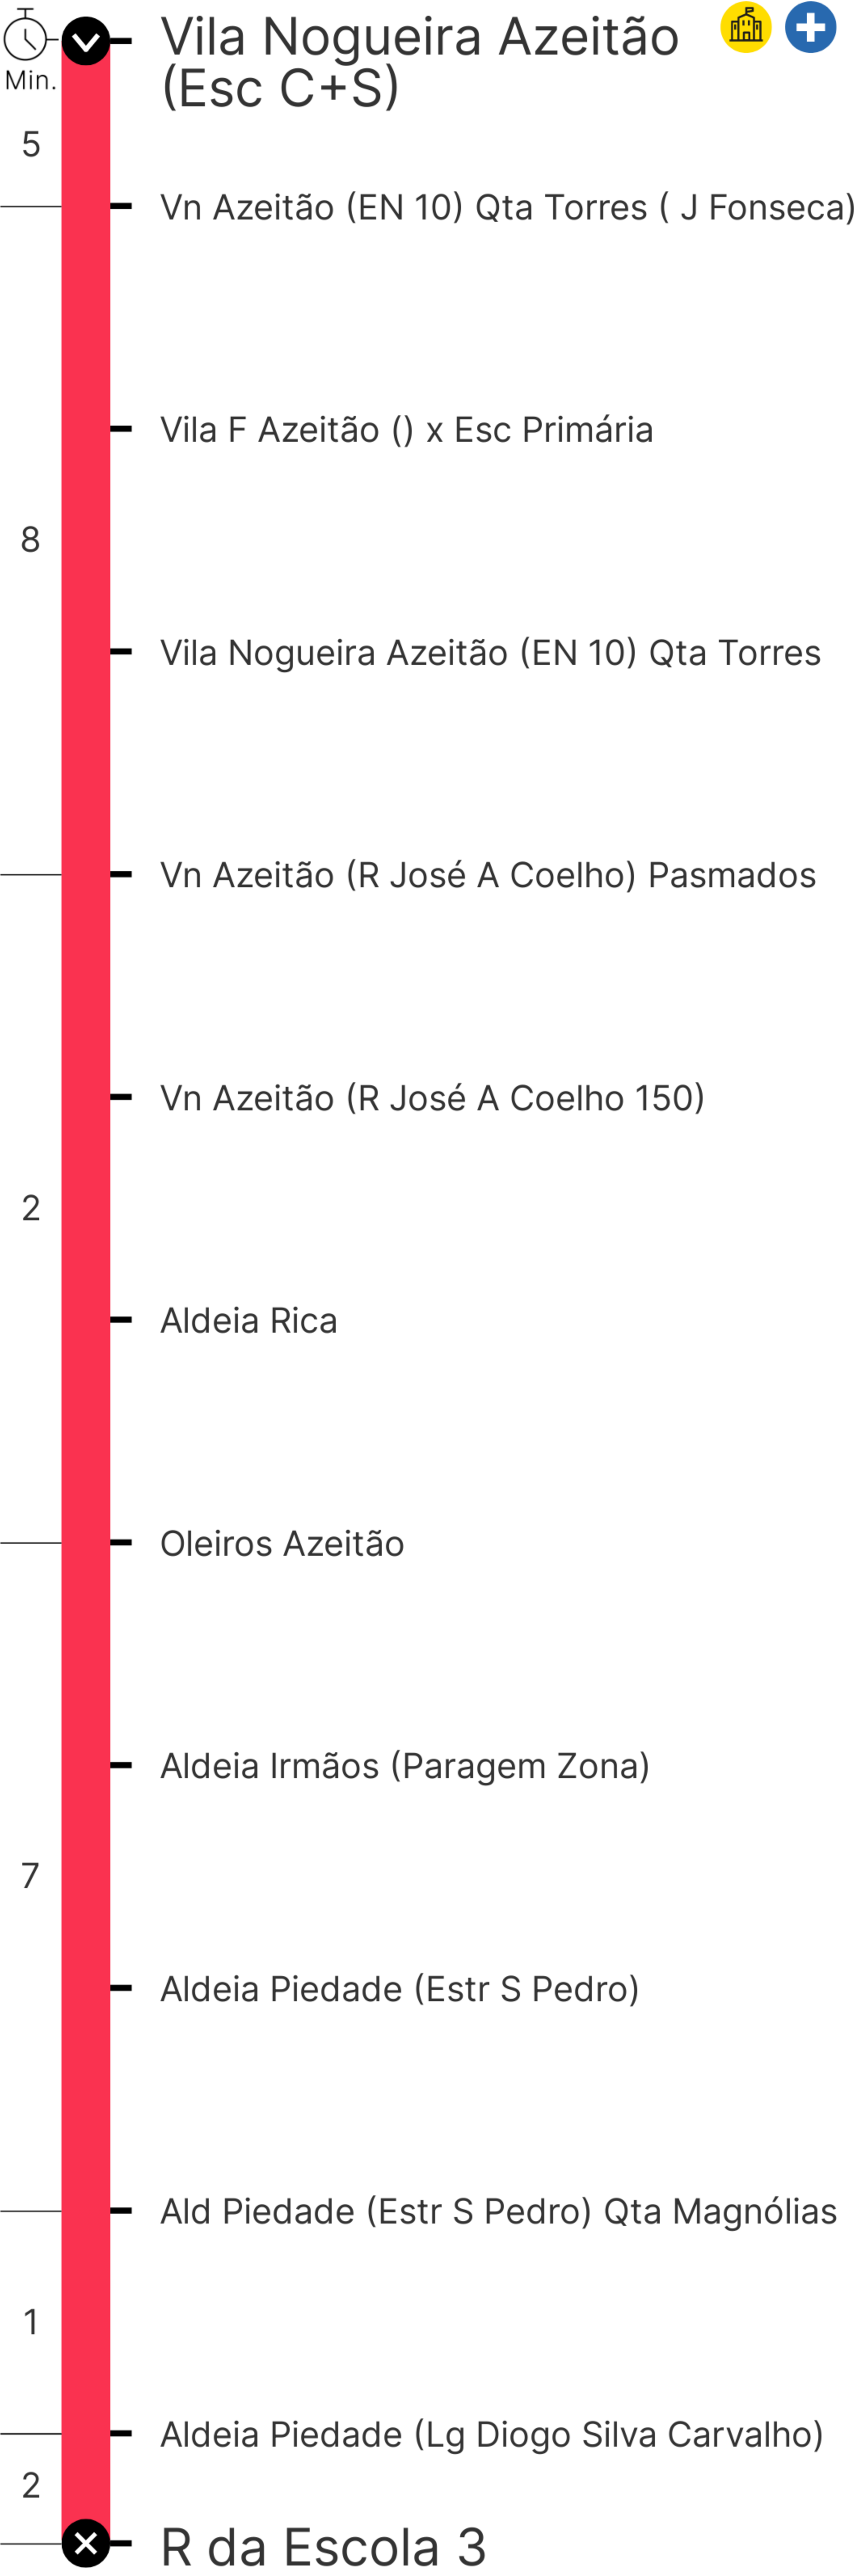 Vila Nogueira Azeitão
(Esc C+S)
Min.
5
Vn Azeitão (EN 10) Qta Torres ( J Fonseca)
Vila F Azeitão () x Esc Primária
8
Vila Nogueira Azeitão (EN 10) Qta Torres
Vn Azeitão (R José A Coelho) Pasmados
Vn Azeitão (R José A Coelho 150)
2
Aldeia Rica
Oleiros Azeitão
Aldeia Irmãos (Paragem Zona)
7
Aldeia Piedade (Estr S Pedro)
Ald Piedade (Estr S Pedro) Qta Magnólias
1
Aldeia Piedade (Lg Diogo Silva Carvalho)
2
R da Escola 3